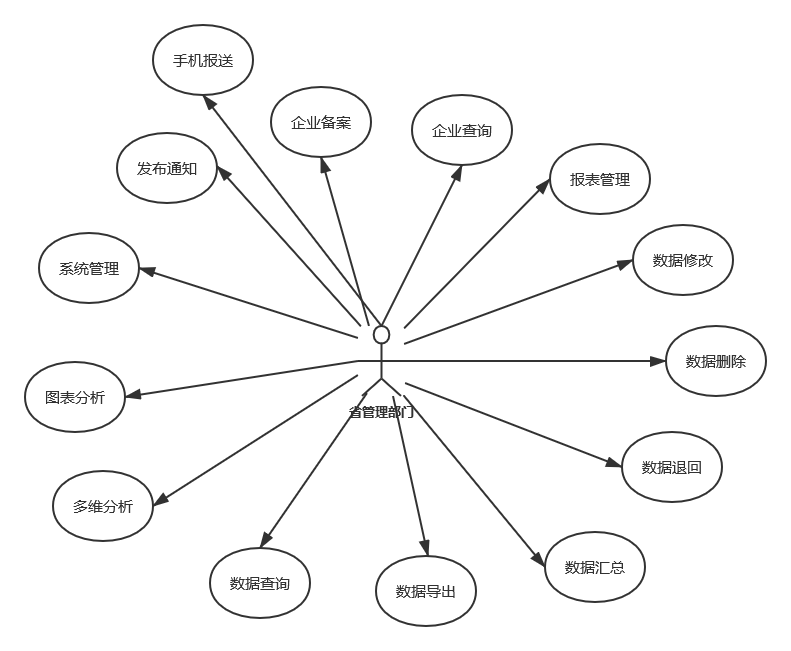 手机报送
企业备案
企业查询
发布通知
报表管理
系统管理
数据修改
数据删除
图表分析
省管理部门
数据退回
多维分析
数据汇总
数据查询
数据导出